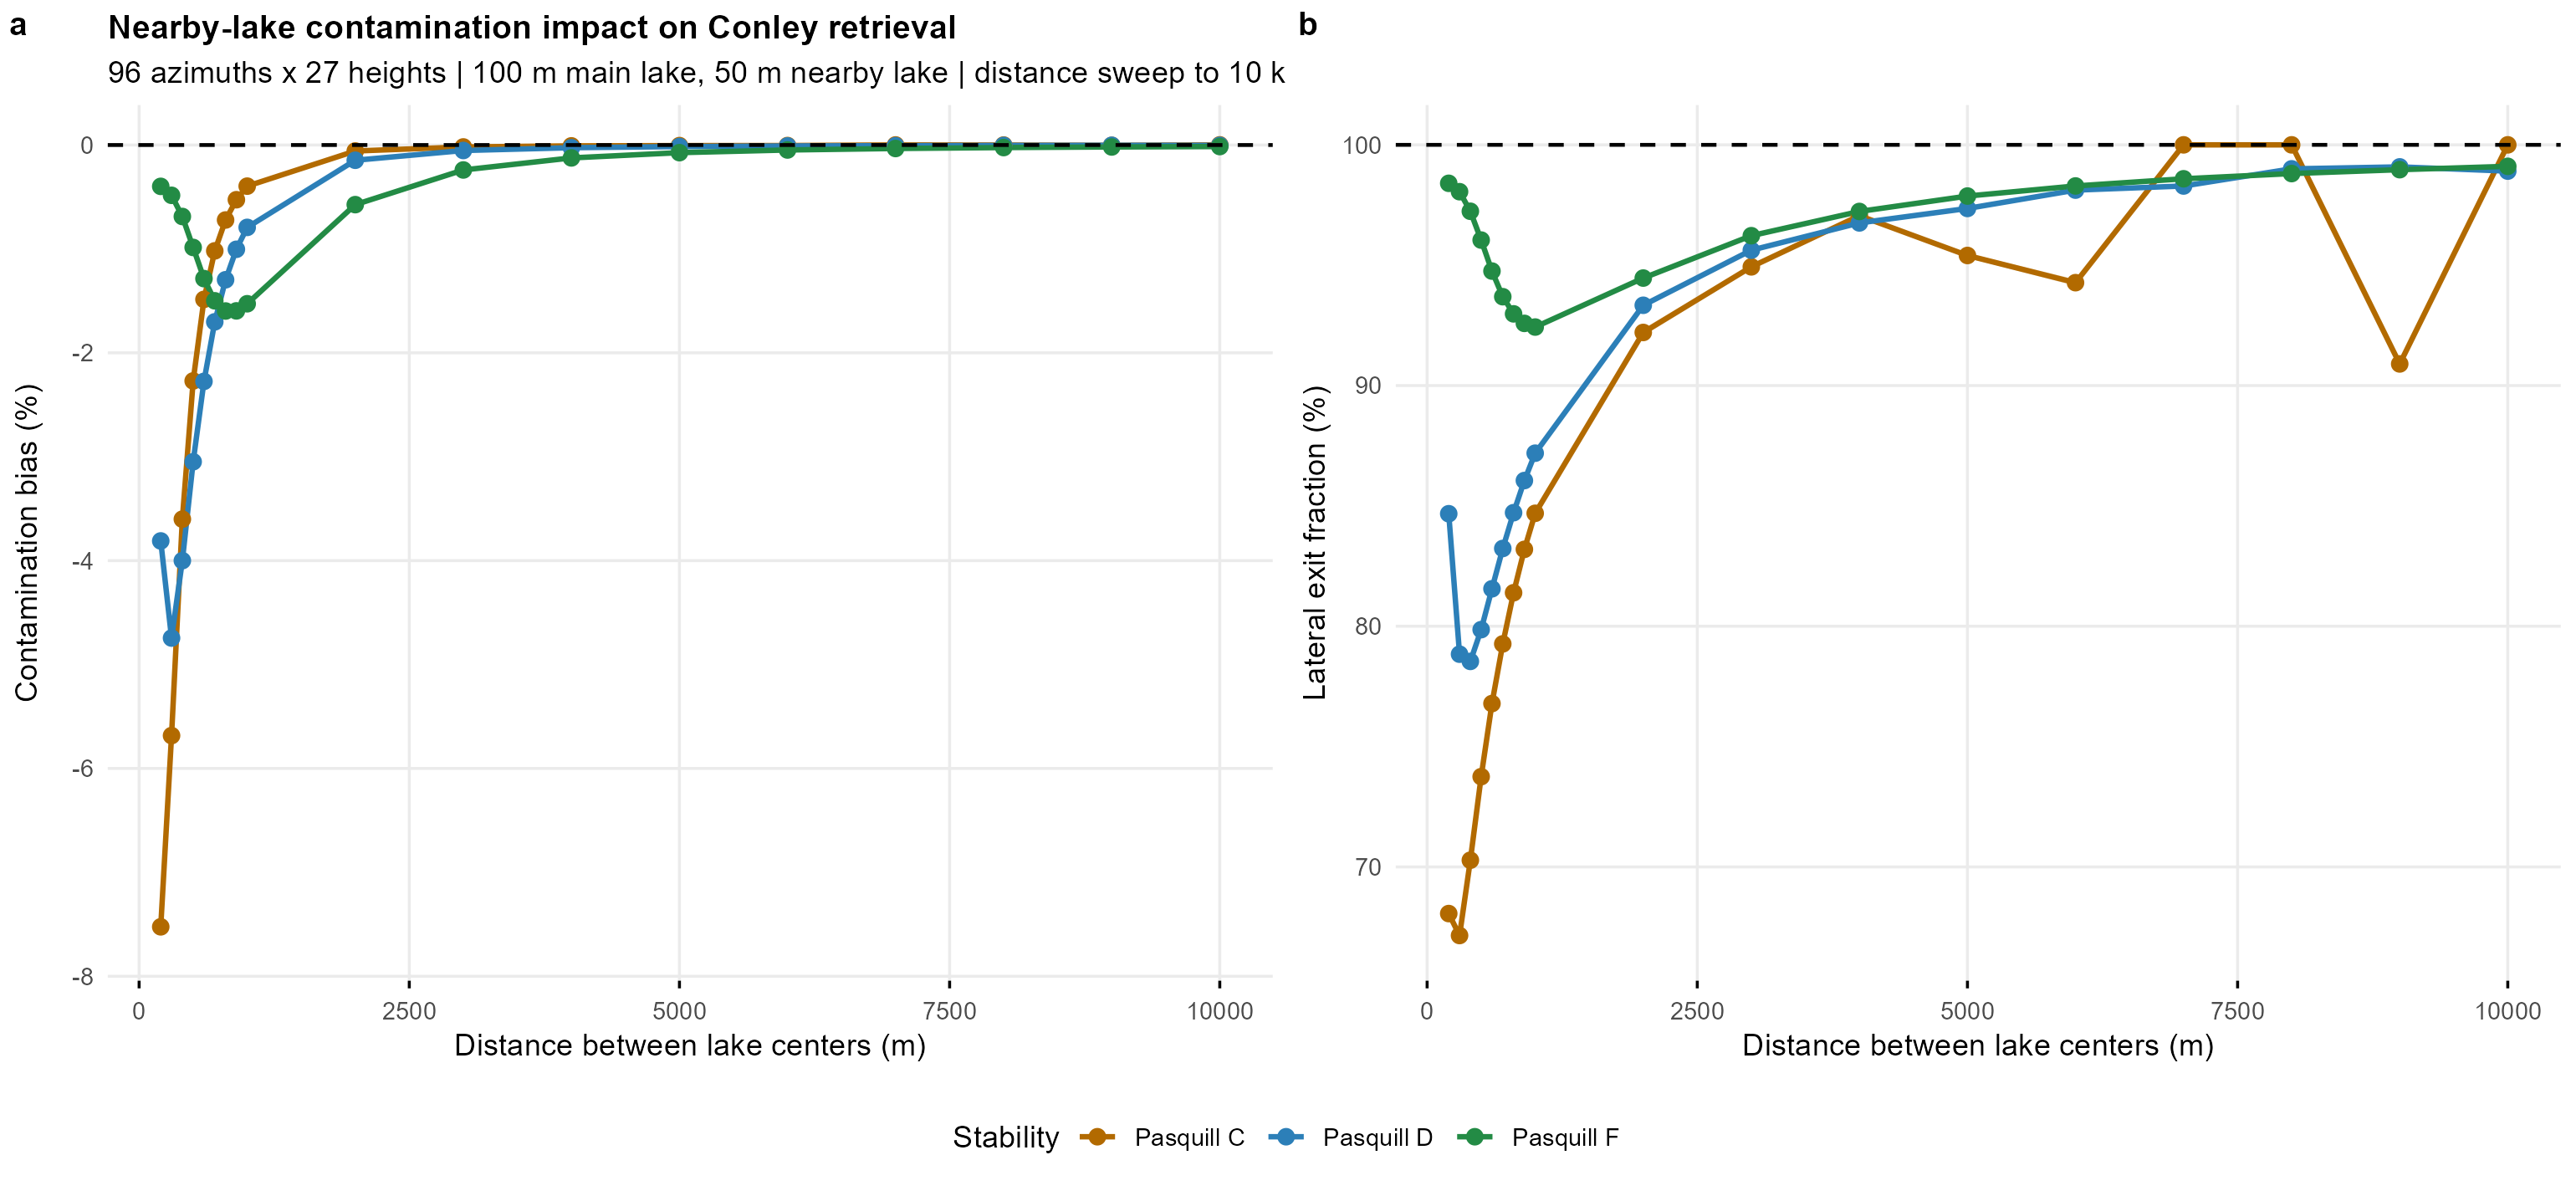 a
Nearby-lake contamination impact on Conley retrieval
96 azimuths x 27 heights | 100 m main lake, 50 m nearby lake | distance sweep to 10 k
0
-2
-4
-6
-8
Contamination bias (%)
0
2500
5000
7500
10000
Distance between lake centers (m)
b
100
90
80
70
Lateral exit fraction (%)
0
2500
5000
7500
10000
Distance between lake centers (m)
Stability
Pasquill C
Pasquill D
Pasquill F